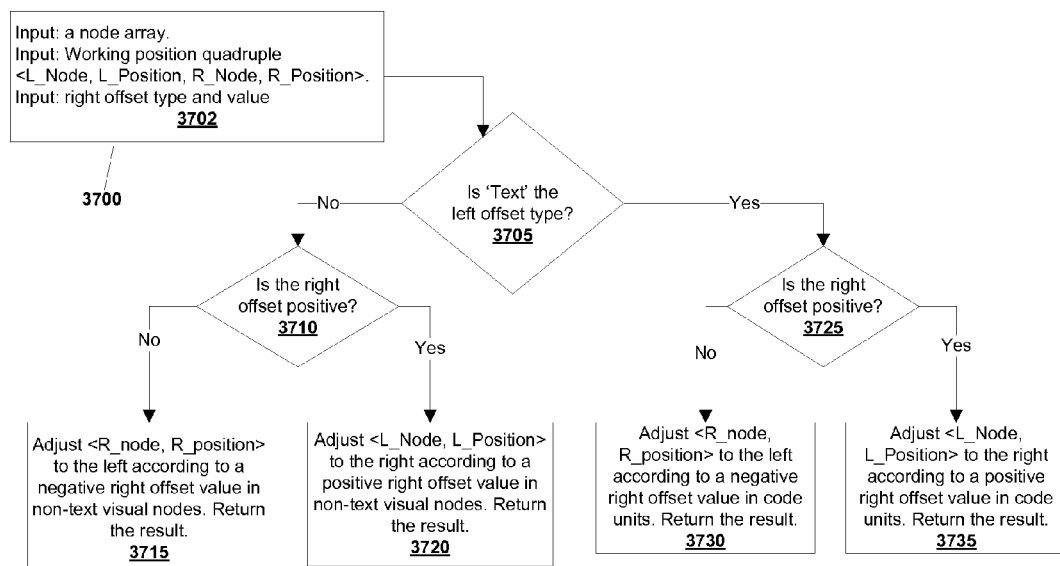 Input: a node array.
Input: Working position quadruple
<L_Node, L_Position, R_Node, R_Position>.
Input: right offset type and value
3702
3700
Is ‘Text’ the
left offset type?
3705
No
Yes
Is the right
offset positive?
3710
Is the right
offset positive?
3725
No
Yes
No
Yes
Adjust <R_node, R_position>
to the left according to a
negative right offset value in
non-text visual nodes. Return
the result.
3715
Adjust <L_Node, L_Position>
to the right according to a
positive right offset value in
non-text visual nodes. Return
the result.
3720
Adjust <R_node,
R_position> to the left
according to a negative
right offset value in code
units. Return the result.
3730
Adjust <L_Node,
L_Position> to the right
according to a positive
right offset value in code
units. Return the result.
3735